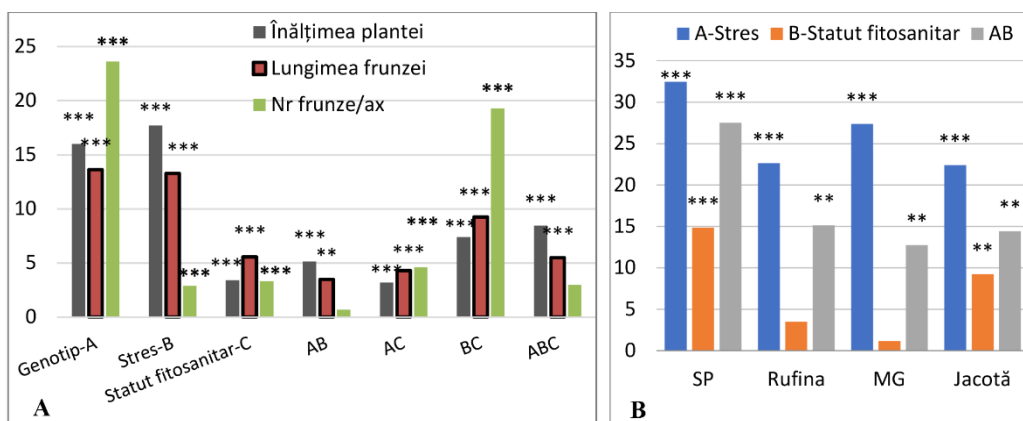 Înălțimea plantei
Lungimea frunzei
Nr frunze/ax
25
20
15
10
5
0
***
***
***
***
***
***
***
***
***
***
**
***
***
***
***
***
***
***
***
Genotip-A
Stres-B
Statut fitosanitar-C
AB
AC
BC
ABC
A
A-Stres
B-Statut fitosanitar
AB
35
30
25
20
15
10
5
0
***
***
***
***
**
***
**
***
**
**
SP
Rufina
MG
Jacotă
B